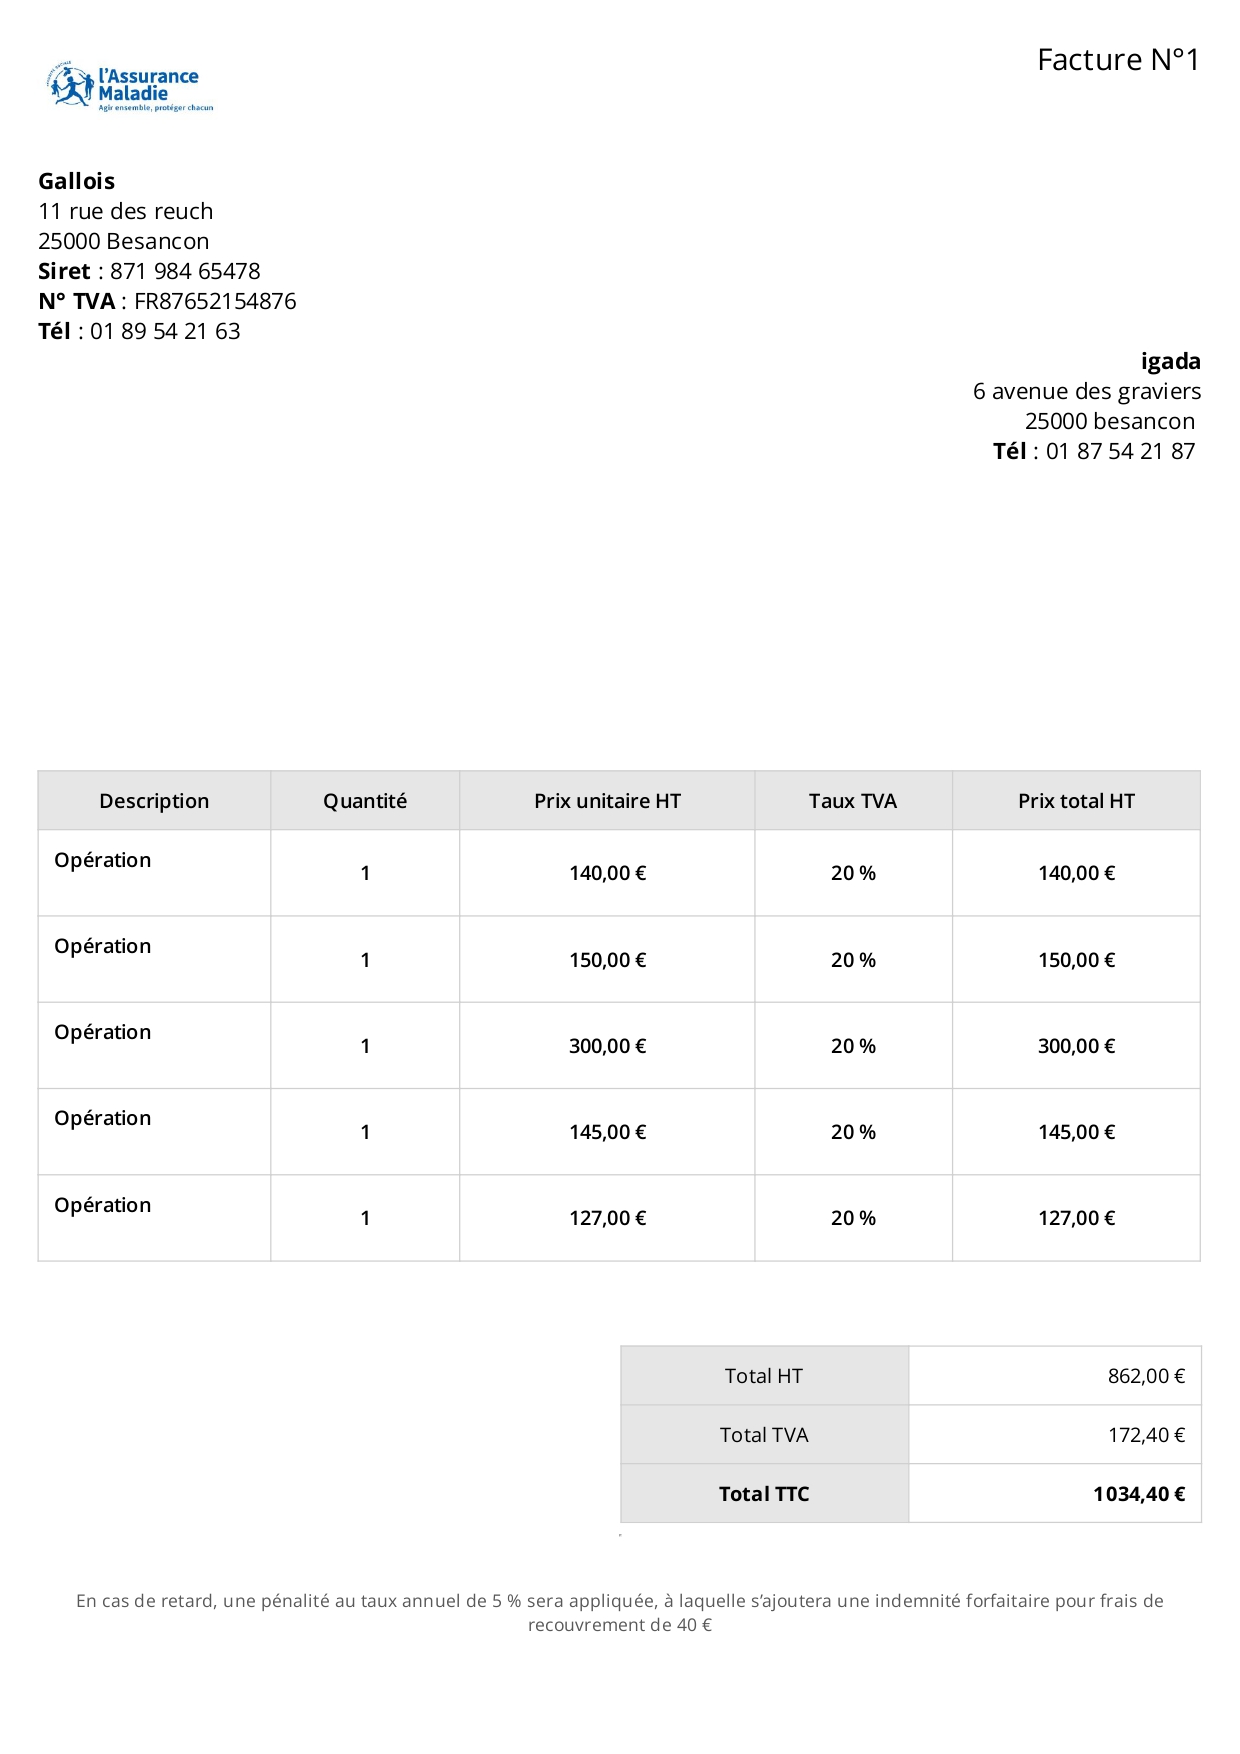 l'Assurance
Maladie
Agir ensemble, protéger chacun
Facture N°1
Gallois
11 rue des reuch
25000 Besancon
Siret : 871 984 65478
N° TVA : FR87652154876
Tél : 01 89 54 21 63
igada
6 avenue des graviers
25000 besancon
Tél : 01 87 54 21 87
Description Quantité Prix unitaire HT Taux TVA Prix total HT
Opération 1 140,00 € 20 % 140,00 €
Opération 1 150,00 € 20 % 150,00 €
Opération 1 300,00 € 20 % 300,00 €
Opération 1 145,00 € 20 % 145,00 €
Opération 1 127,00 € 20 % 127,00 €
Total HT 862,00 €
Total TVA 172,40 €
Total TTC 1034,40 €
En cas de retard, une pénalité au taux annuel de 5 % sera appliquée, à laquelle s’ajoutera une indemnité forfaitaire pour frais de
recouvrement de 40 €